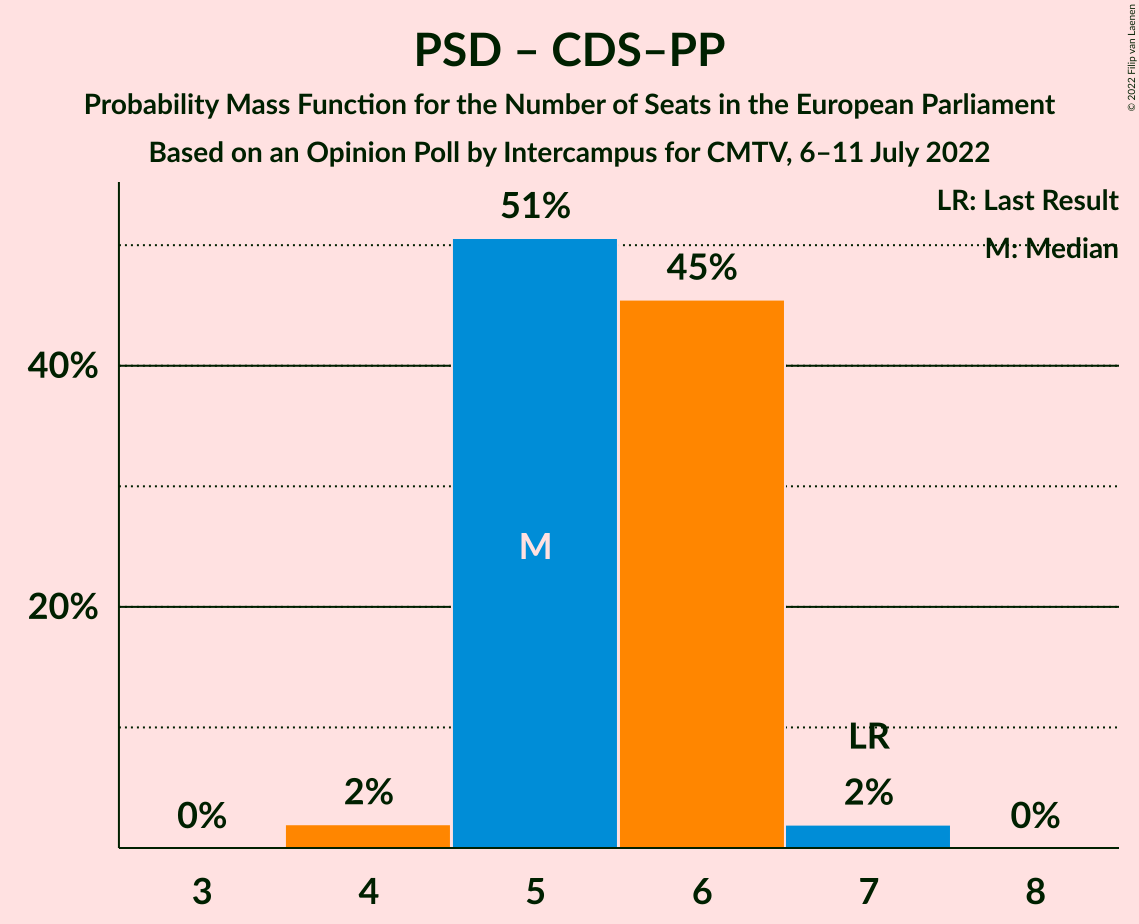 PSD – CDS–PP
Probability Mass Function for the Number of Seats in the European Parliament
Based on an Opinion Poll by Intercampus for CMTV, 6–11 July 2022
© 2022 Filip van Laenen
LR: Last Result
M: Median
51%
45%
40%
M
20%
LR
2%
2%
0%
0%
3 4 5 6 7 8